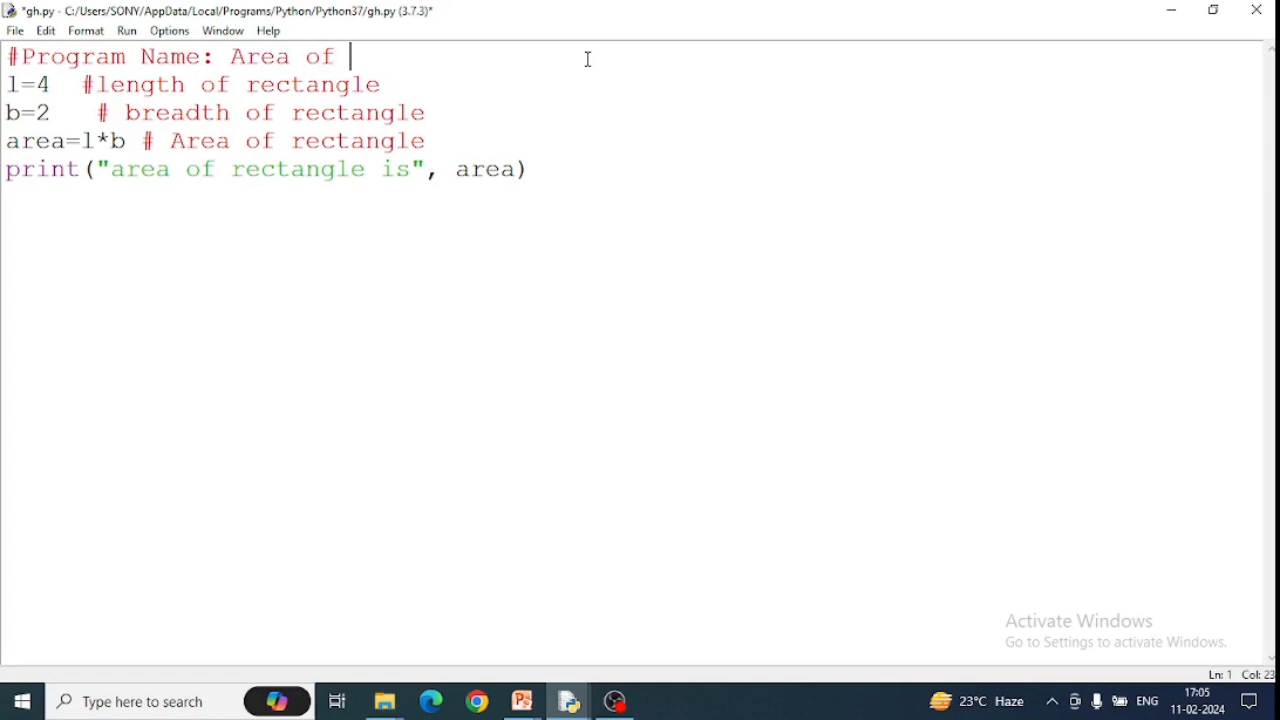 *gh.py - C:/Users/SONY/AppData/Local/Programs/Python/Python37/gh.py (3.7.3)*
File Edit Format Run Options Window Help
#Program Name: Area of
l=4  #length of rectangle
b=2   # breadth of rectangle
area=l*b # Area of rectangle
print("area of rectangle is", area)
Activate Windows
Go to Settings to activate Windows.
Ln: 1 Col: 23
Type here to search
23°C Haze
ENG
17:05
11-02-2024